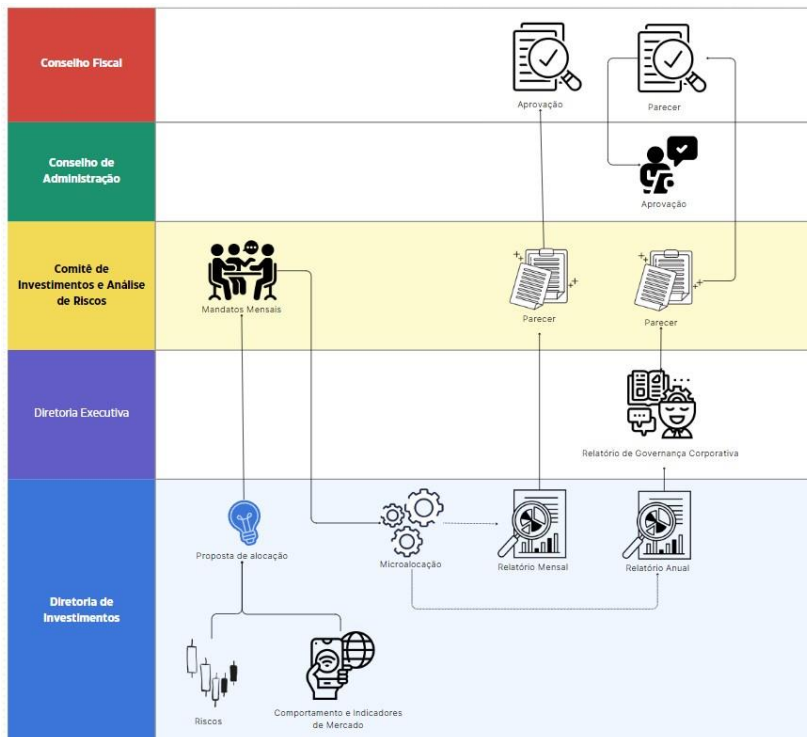 Conselho Fiscal
Aprovação
Parecer
Conselho de
Administração
Aprovação
Comitê de
Investimentos e Análise
de Riscos
Mandatos Mensais
Parecer
Parecer
Diretoria Executiva
Relatório de Governança Corporativa
Diretoria de
Investimentos
Proposta de alocação
Microalocação
Relatório Mensal
Relatório Anual
Riscos
Comportamento e Indicadores
de Mercado